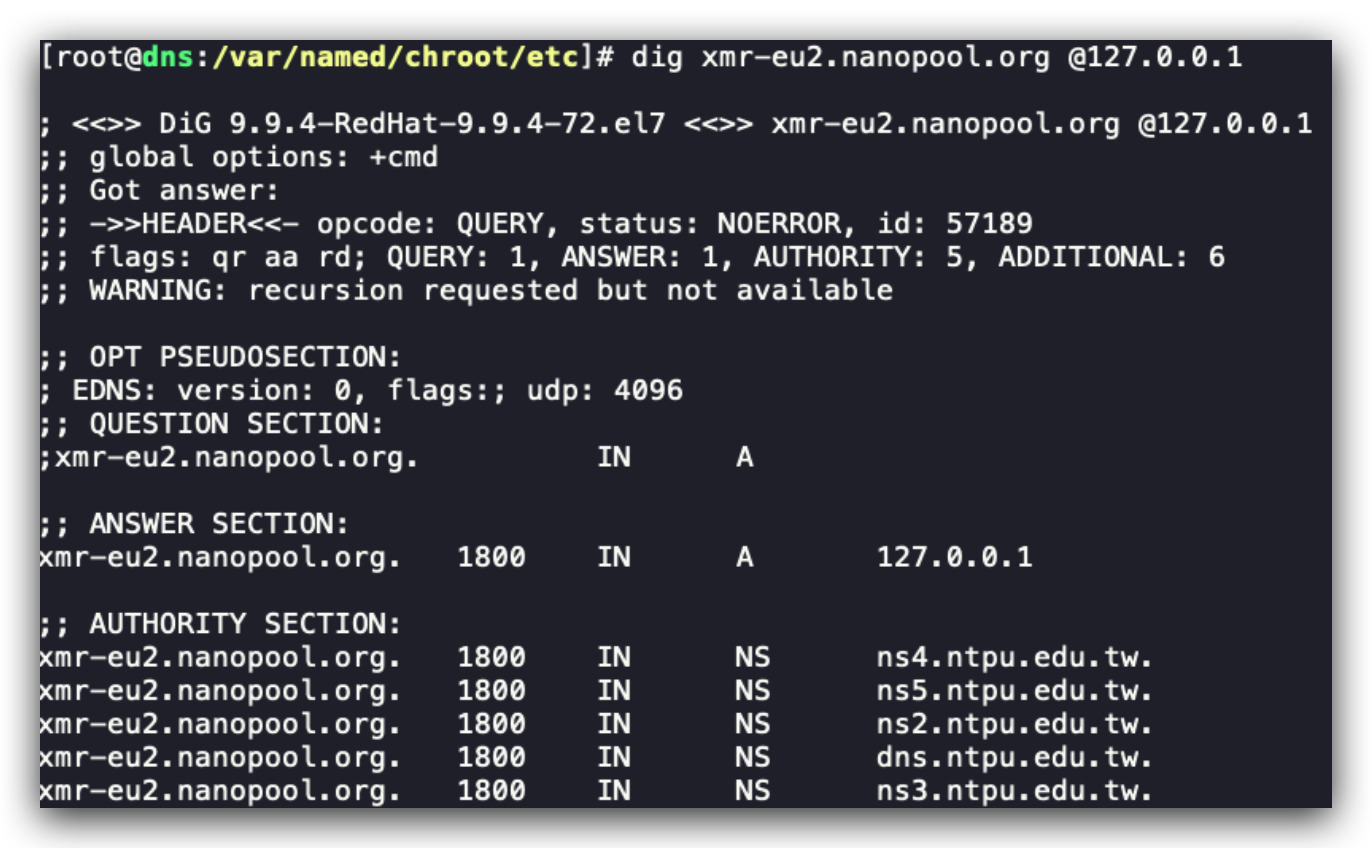 [root@dns:/var/named/chroot/etc]# dig xmr-eu2.nanopool.org @127.0.0.1
; <<>> DiG 9.9.4-RedHat-9.9.4-72.el7 <<>> xmr-eu2.nanopool.org @127.0.0.1
;; global options: +cmd
;; Got answer:
;; ->>HEADER<<- opcode: QUERY, status: NOERROR, id: 57189
;; flags: qr aa rd; QUERY: 1, ANSWER: 1, AUTHORITY: 5, ADDITIONAL: 6
;; WARNING: recursion requested but not available
;; OPT PSEUDOSECTION:
; EDNS: version: 0, flags:; udp: 4096
;; QUESTION SECTION:
;xmr-eu2.nanopool.org. IN A
;; ANSWER SECTION:
xmr-eu2.nanopool.org. 1800 IN A 127.0.0.1
;; AUTHORITY SECTION:
xmr-eu2.nanopool.org. 1800 IN NS ns4.ntpu.edu.tw.
xmr-eu2.nanopool.org. 1800 IN NS ns5.ntpu.edu.tw.
xmr-eu2.nanopool.org. 1800 IN NS ns2.ntpu.edu.tw.
xmr-eu2.nanopool.org. 1800 IN NS dns.ntpu.edu.tw.
xmr-eu2.nanopool.org. 1800 IN NS ns3.ntpu.edu.tw.